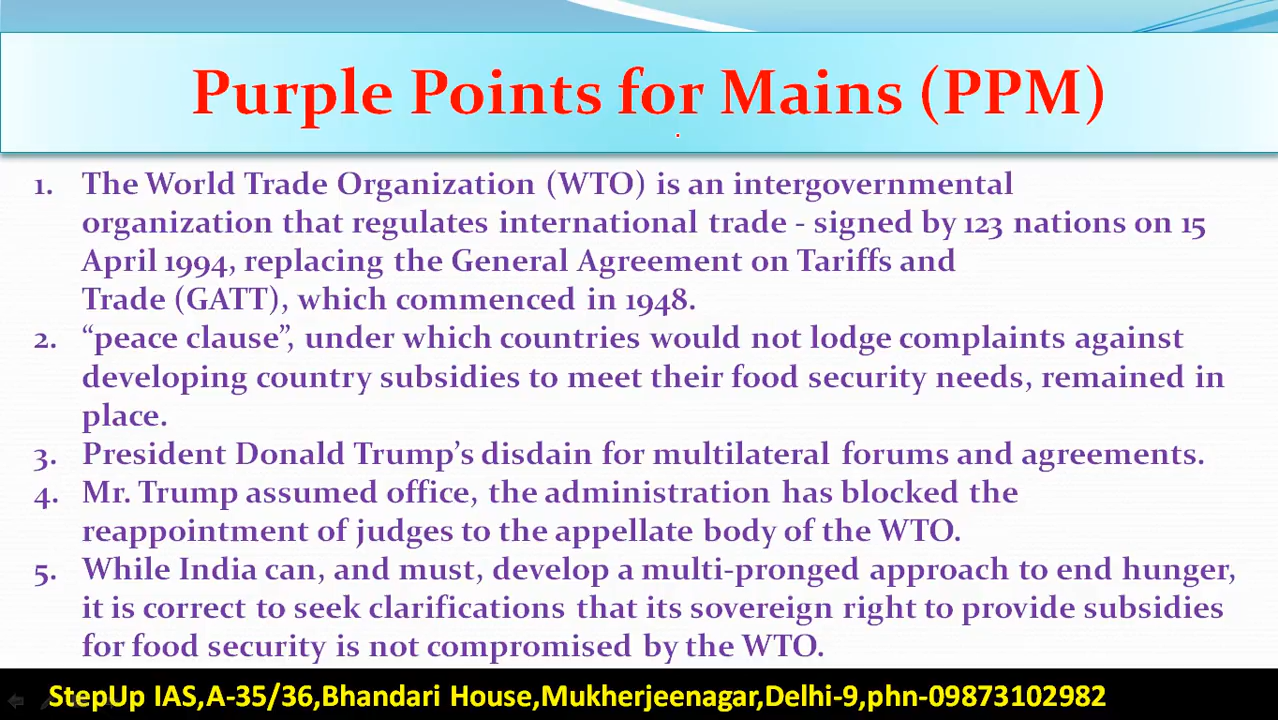 Purple Points for Mains (PPM)
1. The World Trade Organization (WTO) is an intergovernmental
organization that regulates international trade - signed by 123 nations on 15
April 1994, replacing the General Agreement on Tariffs and
Trade (GATT), which commenced in 1948.
2. “peace clause”, under which countries would not lodge complaints against
developing country subsidies to meet their food security needs, remained in
place.
3. President Donald Trump’s disdain for multilateral forums and agreements.
4. Mr. Trump assumed office, the administration has blocked the
reappointment of judges to the appellate body of the WTO.
5. While India can, and must, develop a multi-pronged approach to end hunger,
it is correct to seek clarifications that its sovereign right to provide subsidies
for food security is not compromised by the WTO.
StepUp IAS,A-35/36,Bhandari House,Mukherjeenagar,Delhi-9,phn-09873102982